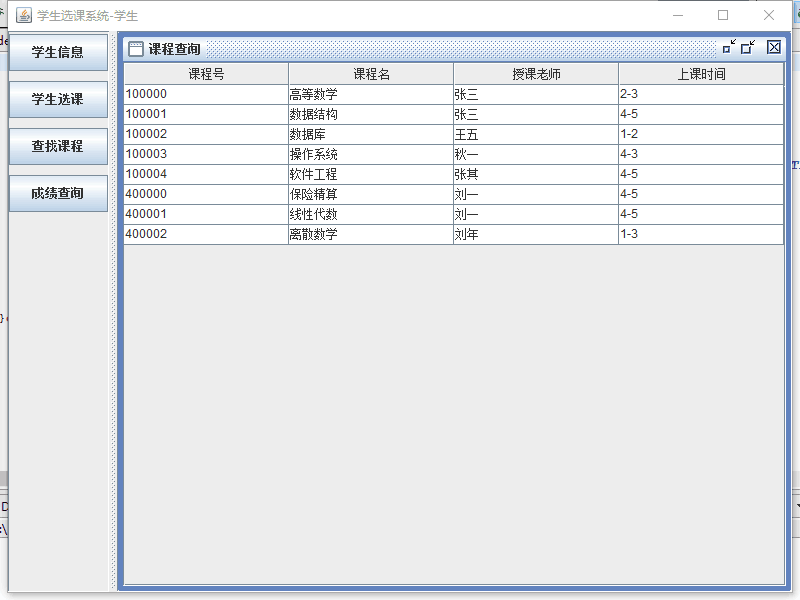 学生选课系统-学生
学生信息
学生选课
查找课程
成绩查询
课程查询
课程号 课程名 授课老师 上课时间
100000 高等数学 张三 2-3
100001 数据结构 张三 4-5
100002 数据库 王五 1-2
100003 操作系统 秋一 4-3
100004 软件工程 张其 4-5
400000 保险精算 刘一 4-5
400001 线性代数 刘一 4-5
400002 离散数学 刘年 1-3